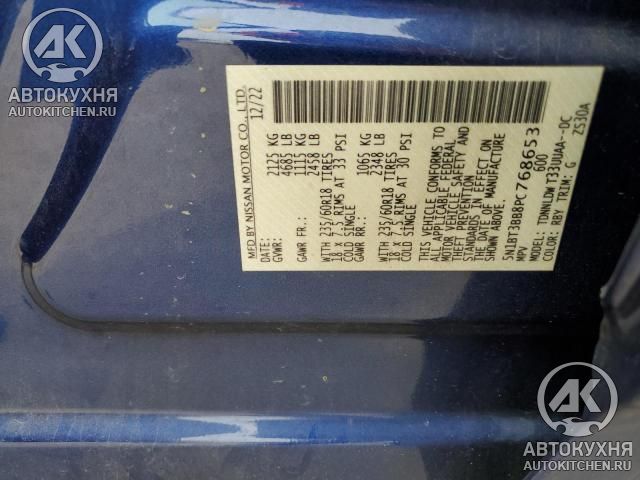 AK
АВТОКУХНЯ
AUTOKITCHEN.RU
MFD BY NISSAN MOTOR CO., LTD.
12/22
GVWR: 2125 KG
4685 LB
GAWR FR.: 1115 KG
2458 LB
WITH 235/60R18 TIRES
18 X 7.5 RIMS AT 33 PSI
COLD SINGLE
GAWR RR.: 1065 KG
2348 LB
WITH 235/60R18 TIRES
18 X 7.5 RIMS AT 30 PSI
COLD SINGLE
THIS VEHICLE CONFORMS TO
ALL APPLICABLE FEDERAL
MOTOR VEHICLE SAFETY AND
THEFT PREVENTION
STANDARDS IN EFFECT ON
THE DATE OF MANUFACTURE
SHOWN ABOVE.
5N1BT3BB8PC768653
MPV 600
MODEL: TDNNLDW T33UUAA--DC
COLOR: RBY TRIM: G ZS30A
AK
АВТОКУХНЯ
AUTOKITCHEN.RU